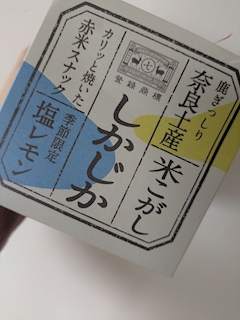 鹿ぎっしり
奈良土産
米こがし
七
登録商標
しかじか
カリッと焼いた
赤米スナック
季節限定
塩レモン